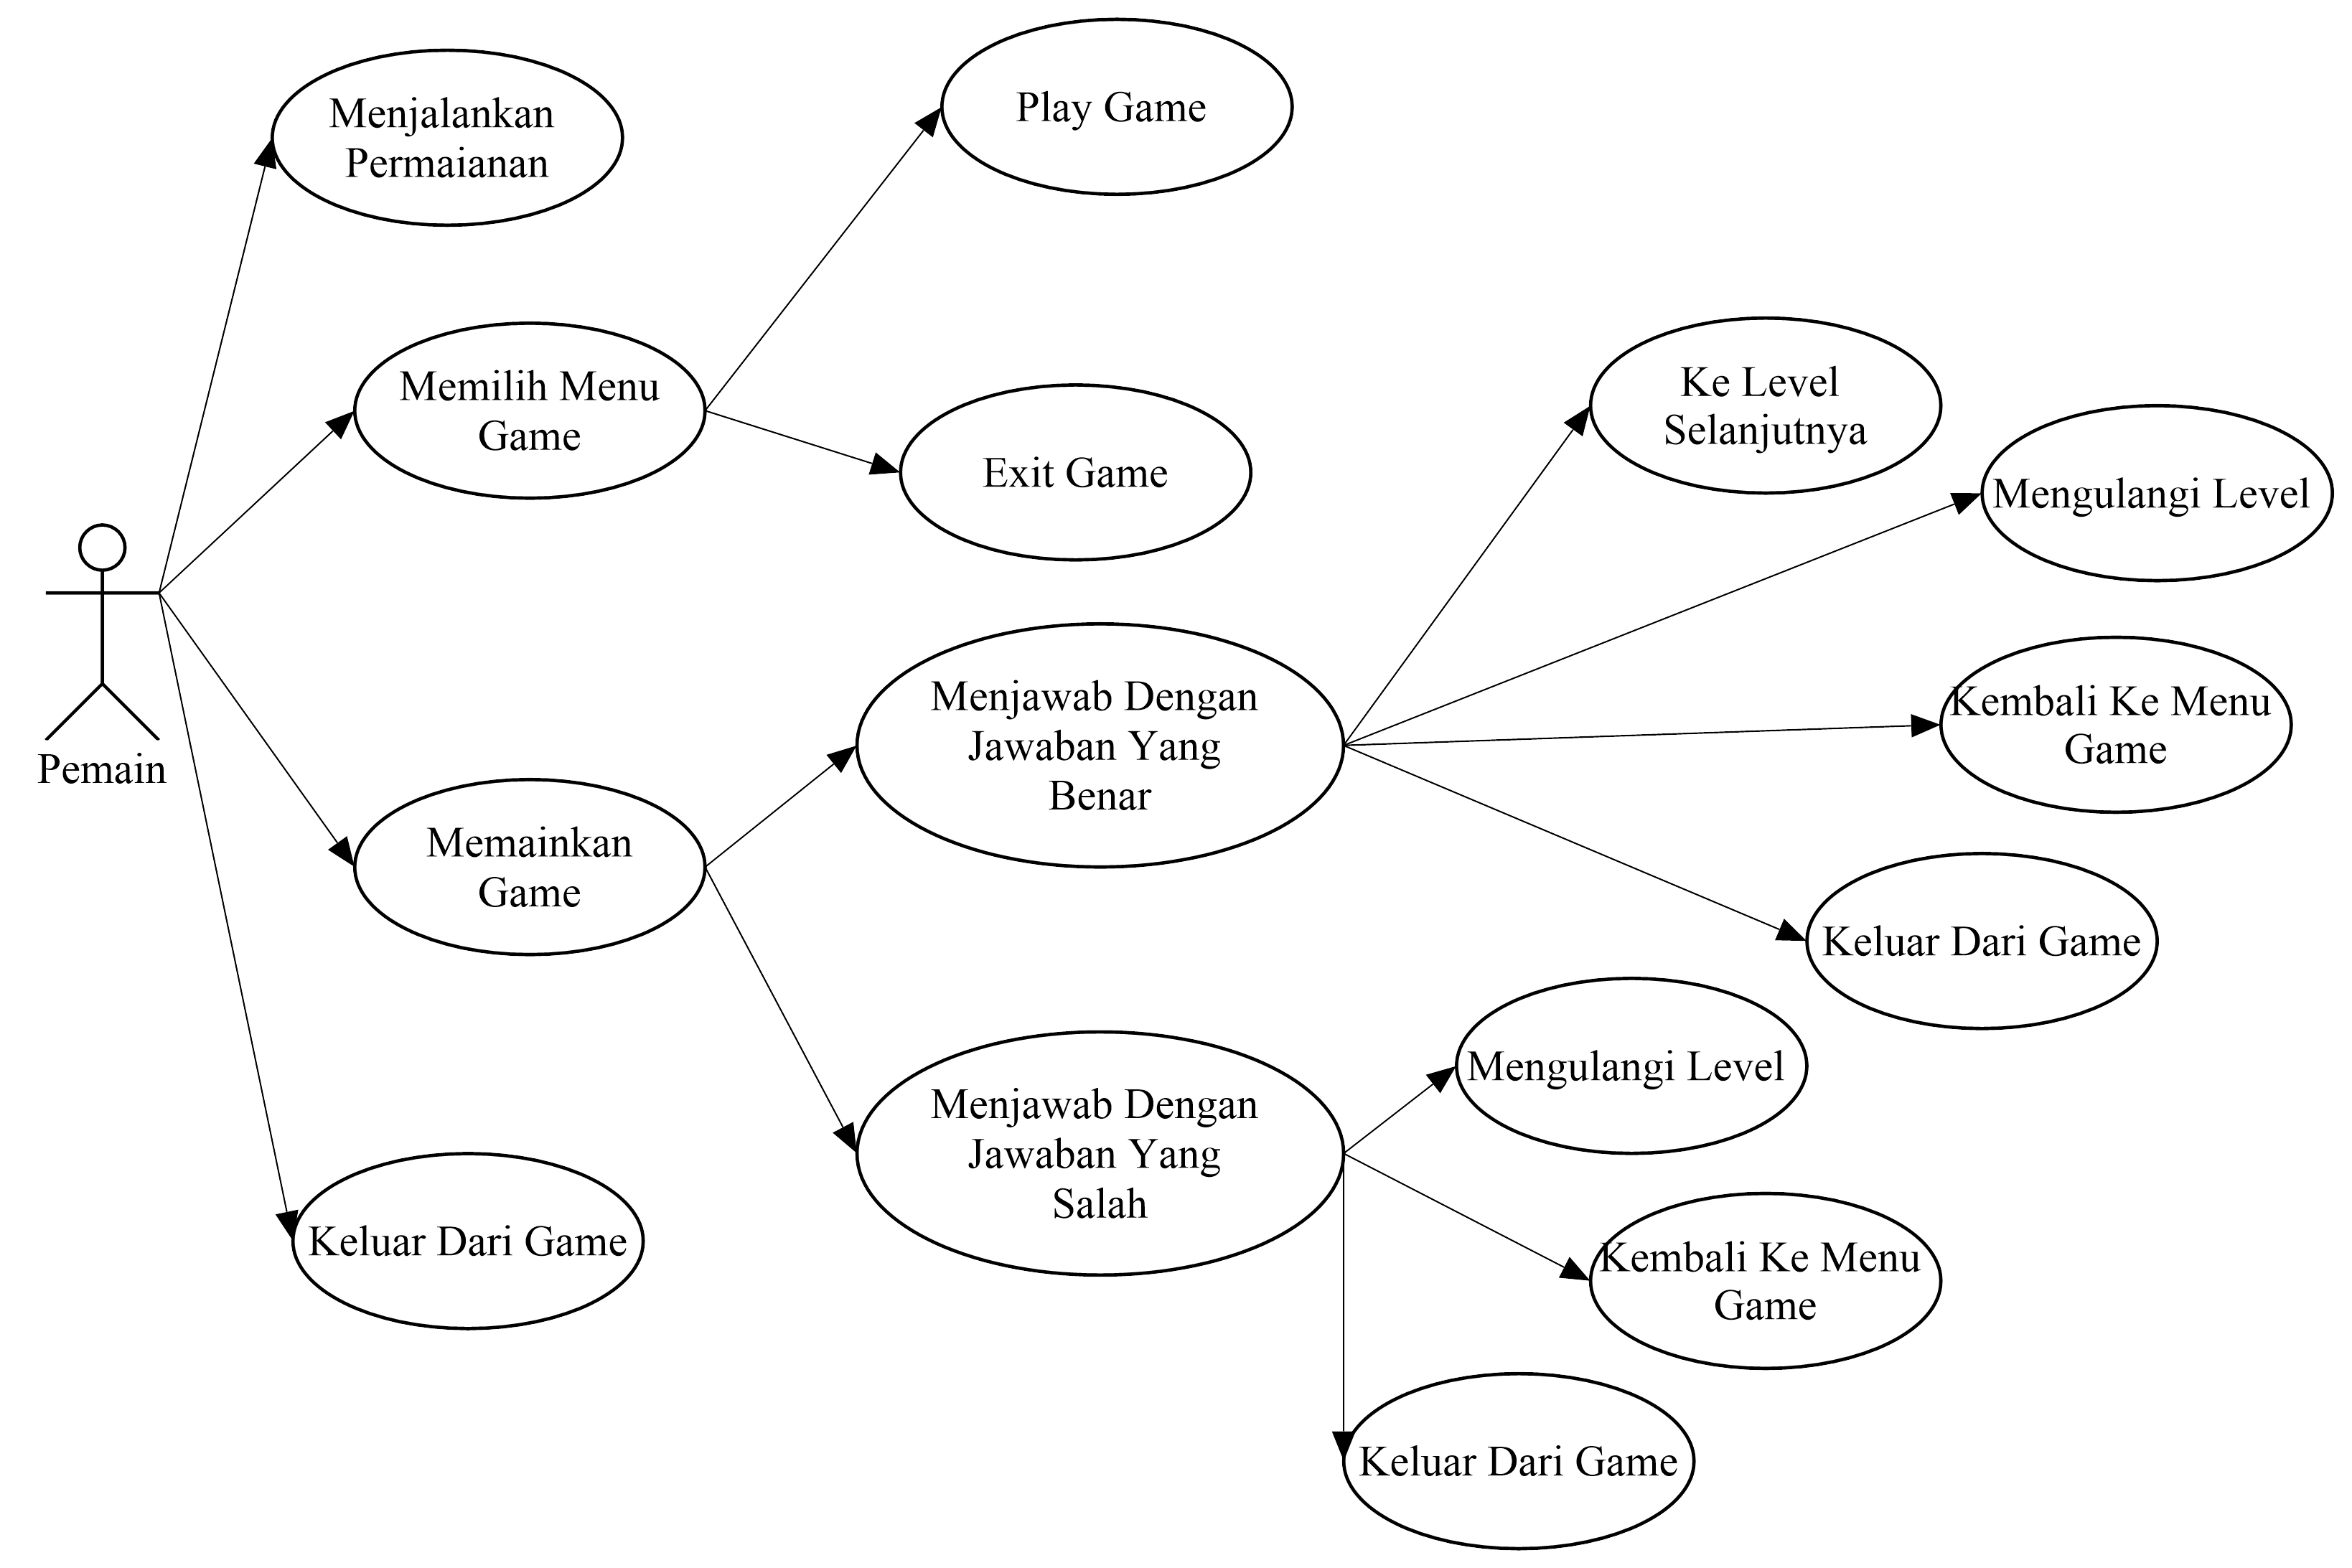 Menjalankan
Permaianan
Play Game
Memilih Menu
Game
Exit Game
Ke Level
Selanjutnya
Mengulangi Level
Pemain
Menjawab Dengan
Jawaban Yang
Benar
Kembali Ke Menu
Game
Memainkan
Game
Keluar Dari Game
Menjawab Dengan
Jawaban Yang
Salah
Mengulangi Level
Keluar Dari Game
Kembali Ke Menu
Game
Keluar Dari Game